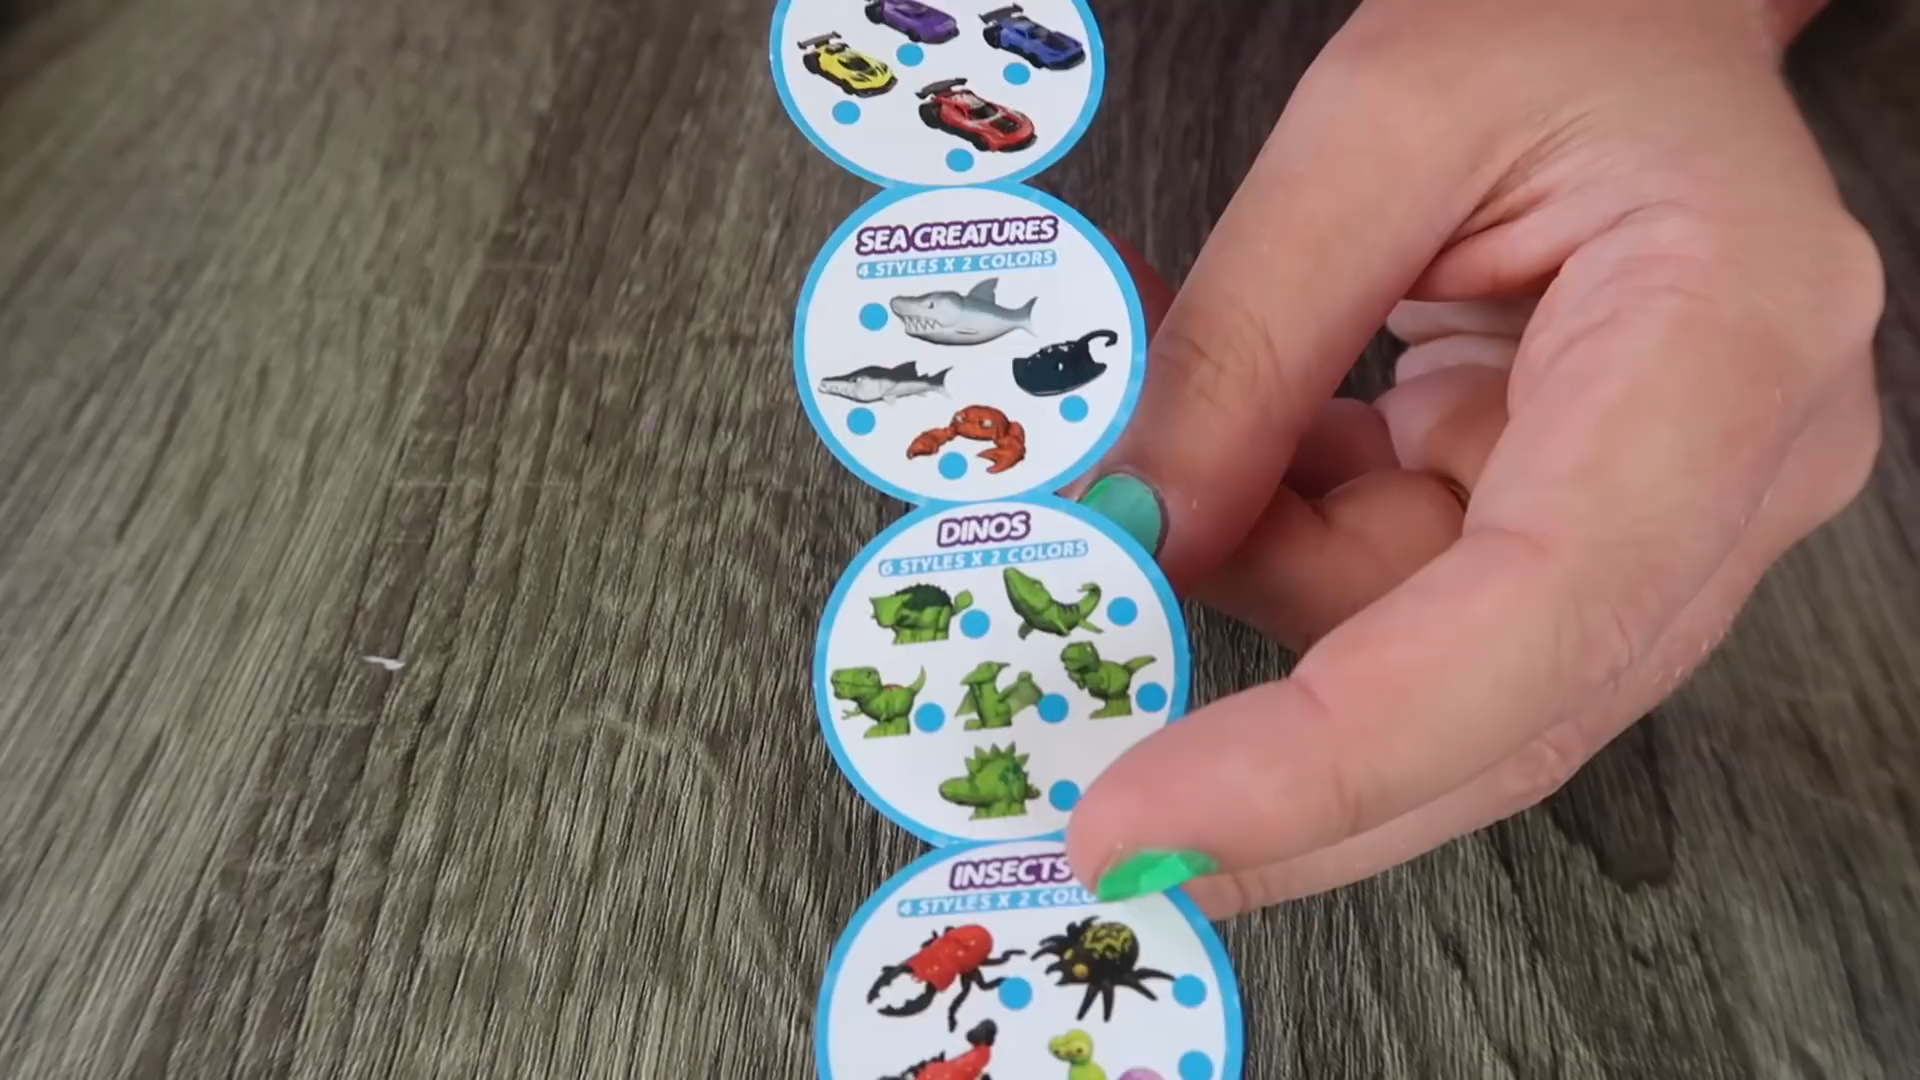 SEA CREATURES
4 STYLES X 2 COLORS
DINOS
6 STYLES X 2 COLORS
INSECTS
4 STYLES X 2